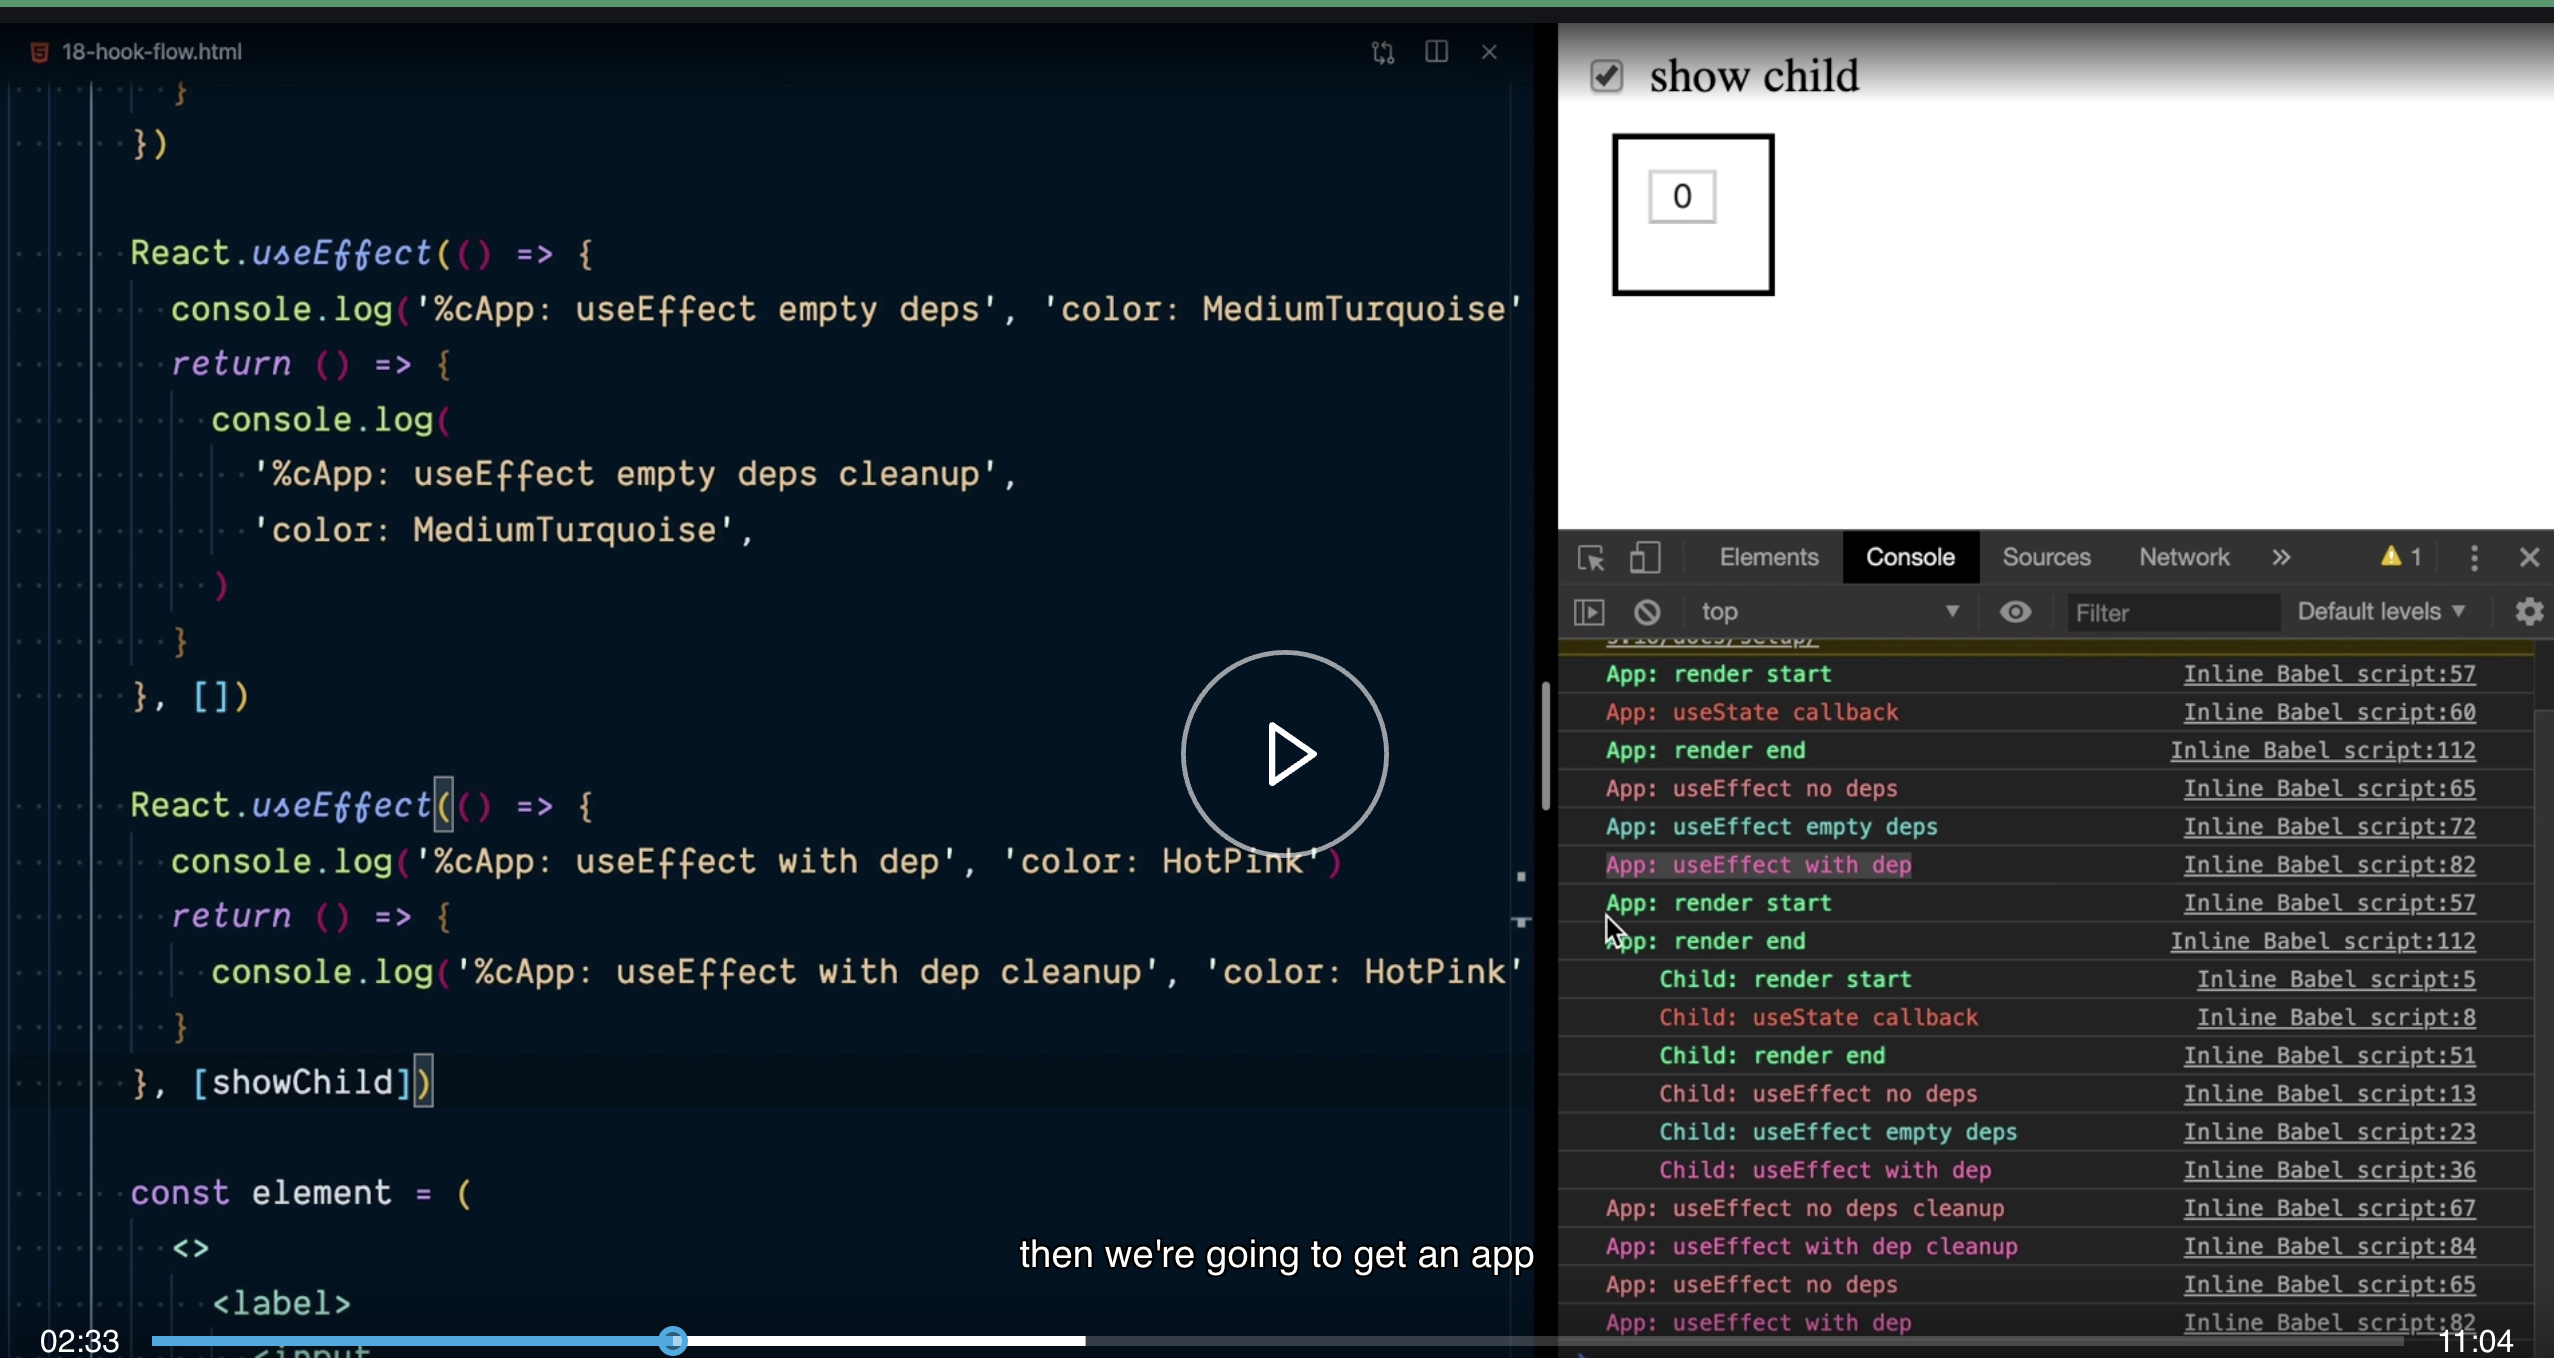 18-hook-flow.html
}
})
React.useEffect(() => {
console.log('%cApp: useEffect empty deps', 'color: MediumTurquoise'
return () => {
console.log(
'%cApp: useEffect empty deps cleanup',
'color: MediumTurquoise',
)
}
}, [])
React.useEffect(() => {
console.log('%cApp: useEffect with dep', 'color: HotPink')
return () => {
console.log('%cApp: useEffect with dep cleanup', 'color: HotPink'
}
}, [showChild])
const element = (
<>
<label>
<input
then we're going to get an app
02:33
11:04
show child
0
Elements Console Sources Network » 1
top Filter Default levels
s.io/docs/setup/
App: render start Inline Babel script:57
App: useState callback Inline Babel script:60
App: render end Inline Babel script:112
App: useEffect no deps Inline Babel script:65
App: useEffect empty deps Inline Babel script:72
App: useEffect with dep Inline Babel script:82
App: render start Inline Babel script:57
App: render end Inline Babel script:112
Child: render start Inline Babel script:5
Child: useState callback Inline Babel script:8
Child: render end Inline Babel script:51
Child: useEffect no deps Inline Babel script:13
Child: useEffect empty deps Inline Babel script:23
Child: useEffect with dep Inline Babel script:36
App: useEffect no deps cleanup Inline Babel script:67
App: useEffect with dep cleanup Inline Babel script:84
App: useEffect no deps Inline Babel script:65
App: useEffect with dep Inline Babel script:82